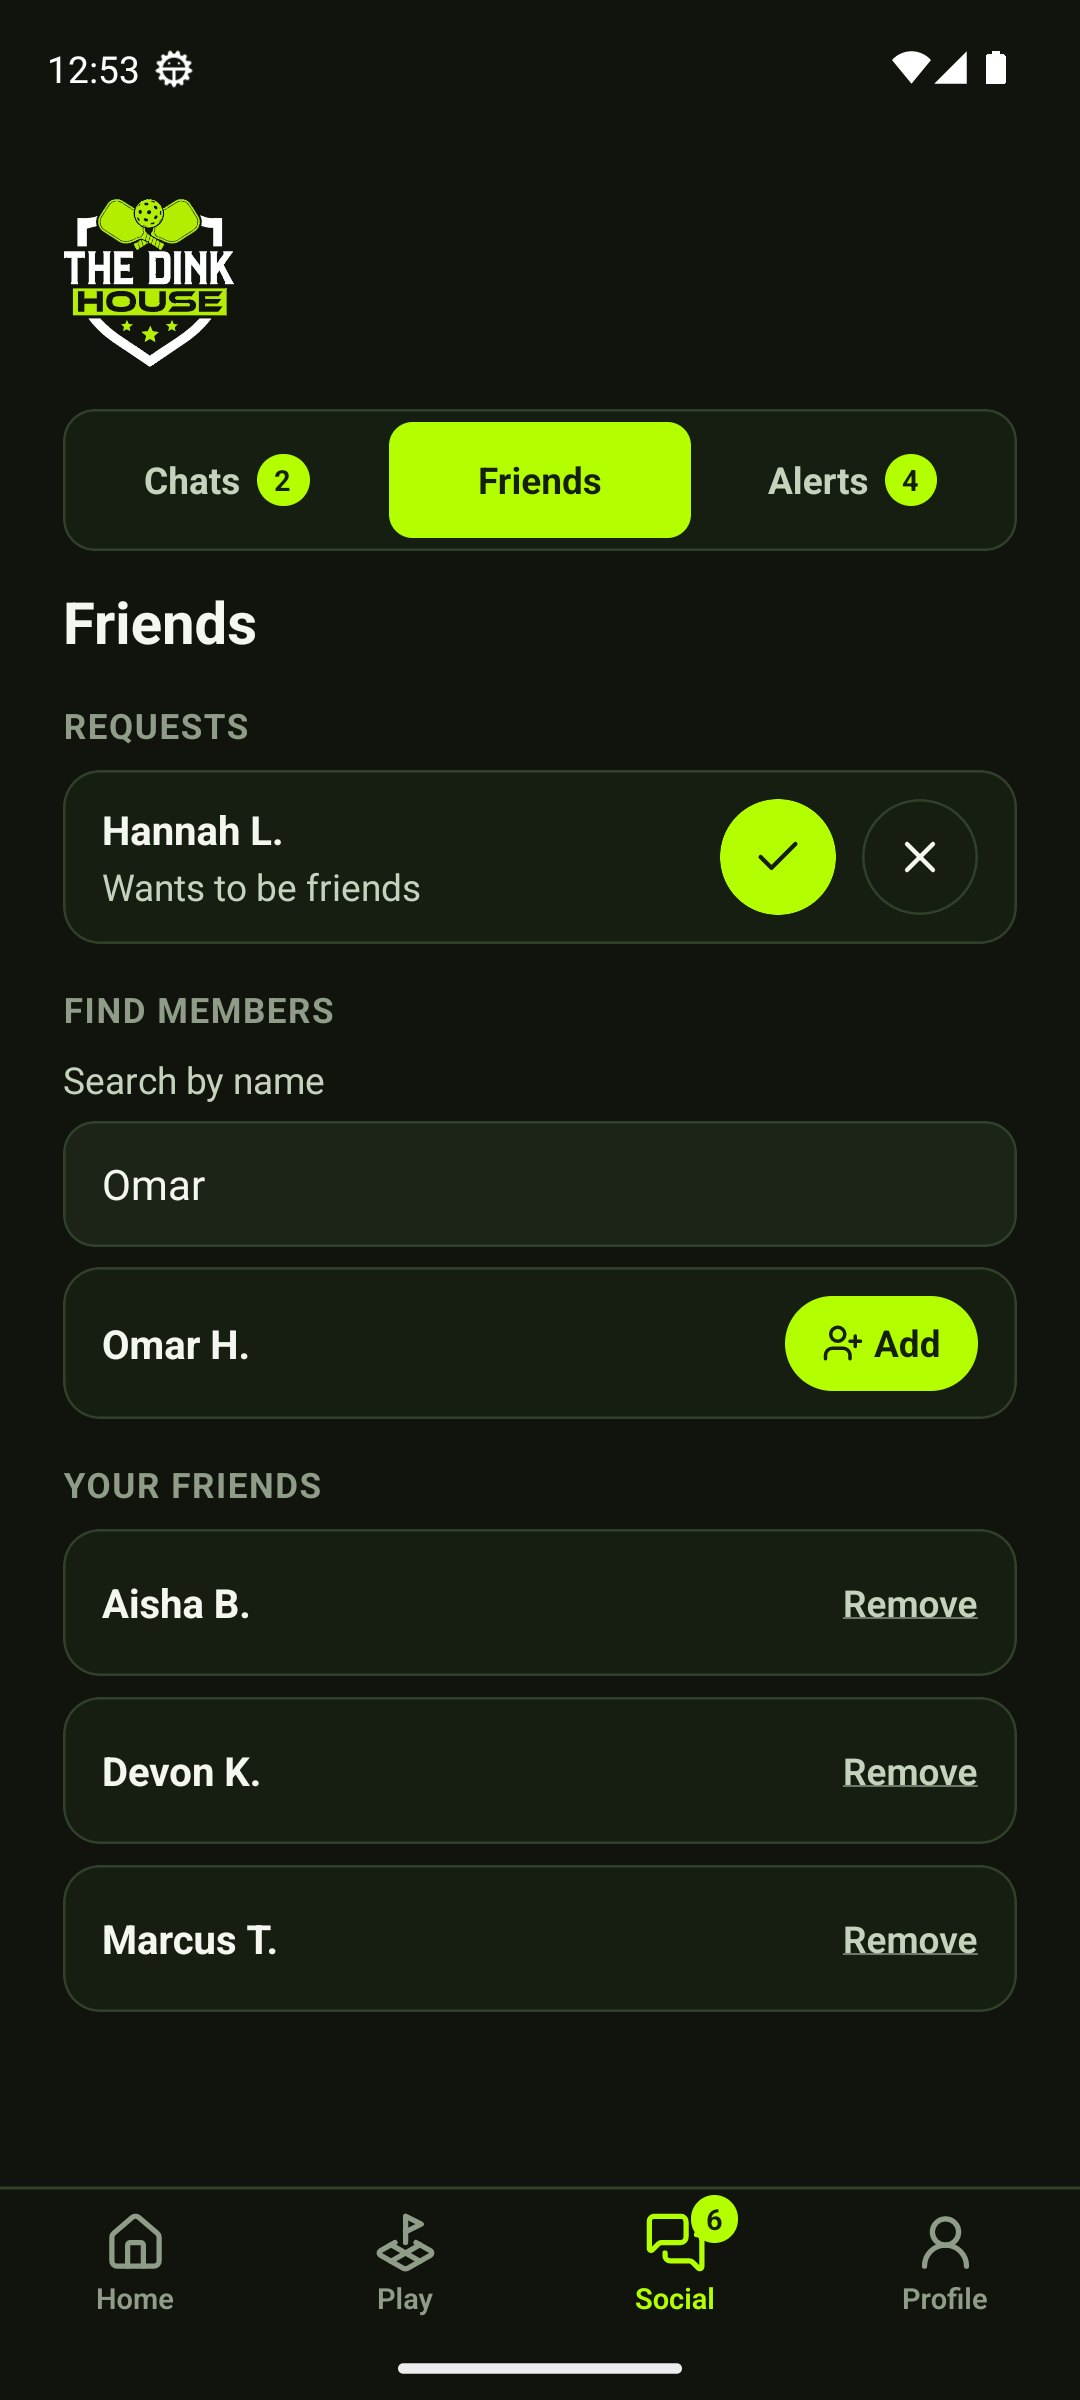 12:53
THE DINK
HOUSE
Chats 2
Friends
Alerts 4
Friends
REQUESTS
Hannah L.
Wants to be friends
FIND MEMBERS
Search by name
Omar
Omar H.
Add
YOUR FRIENDS
Aisha B.
Remove
Devon K.
Remove
Marcus T.
Remove
6
Home
Play
Social
Profile